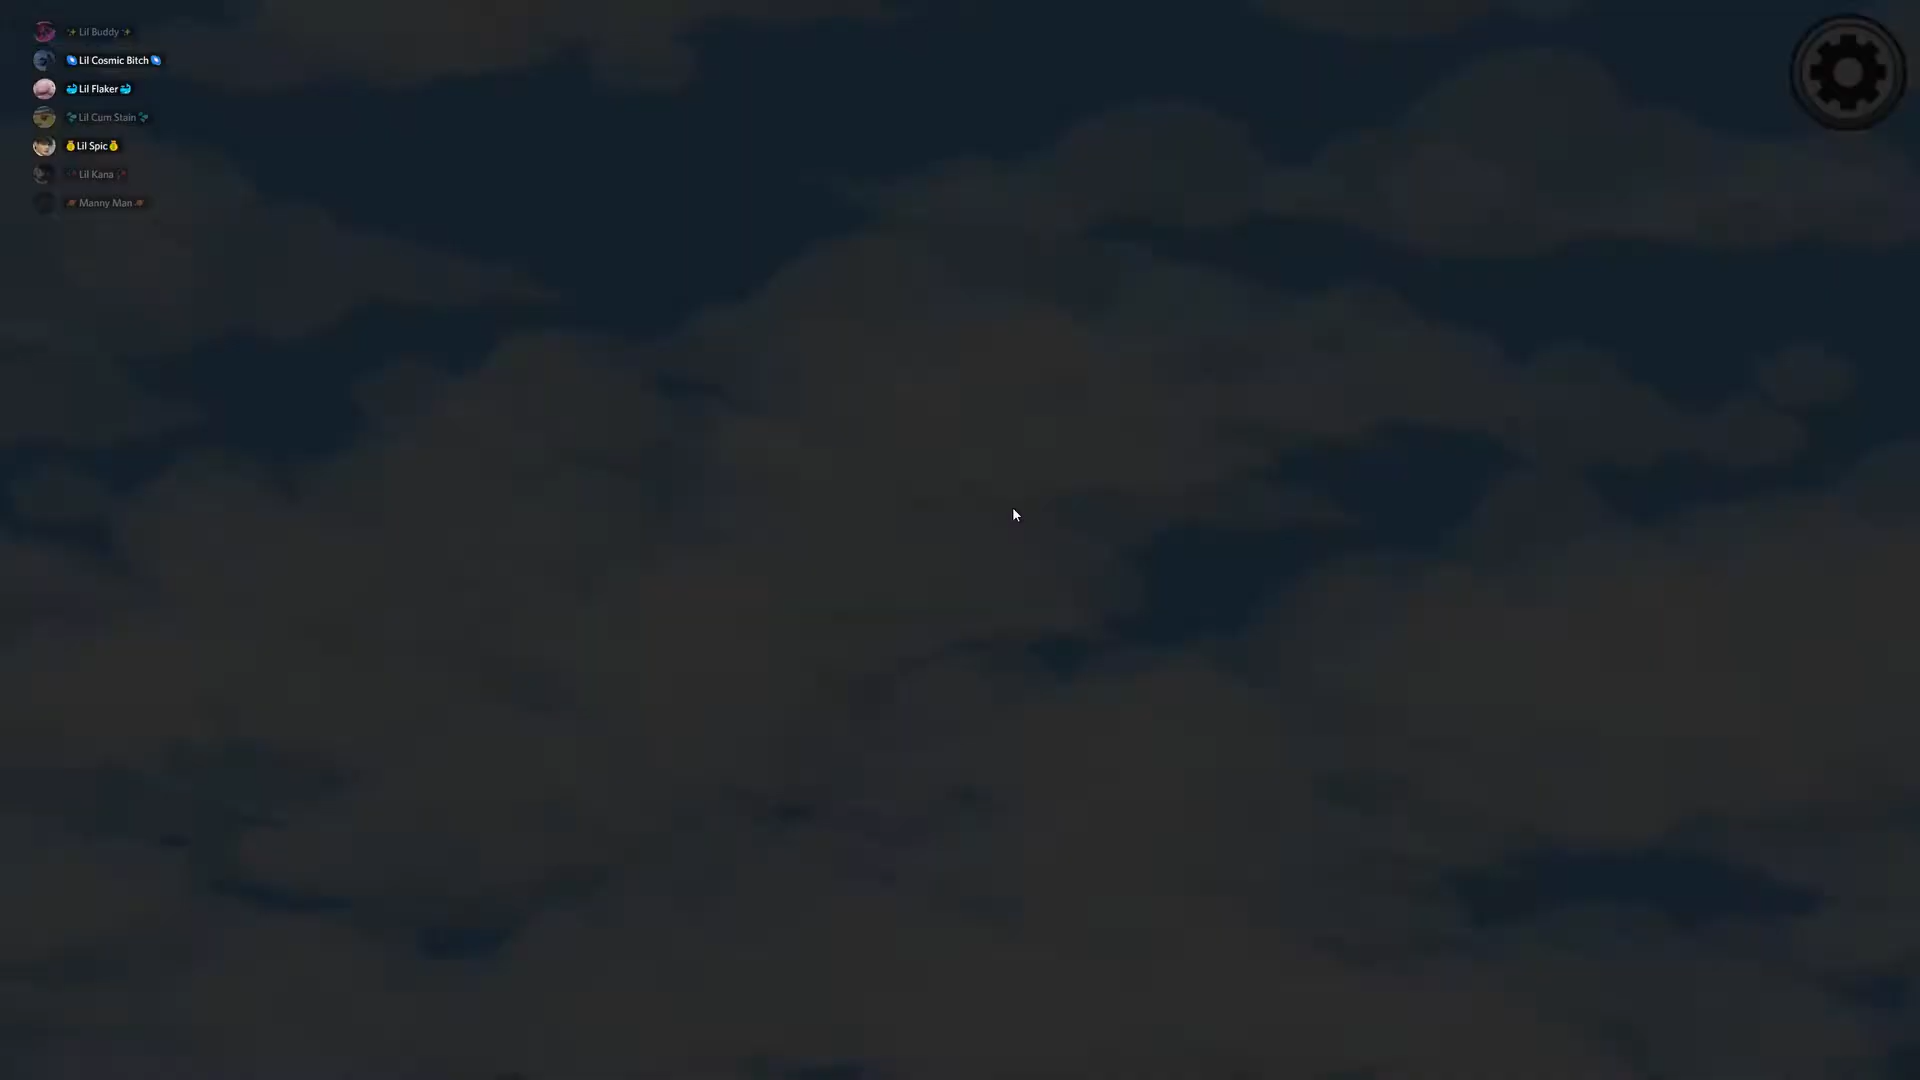 ✨ Lil Buddy ✨
Lil Cosmic Bitch
🐳Lil Flaker🐳
Lil Cum Stain
💰Lil Spic💰
Lil Kana
🪐 Manny Man 🪐